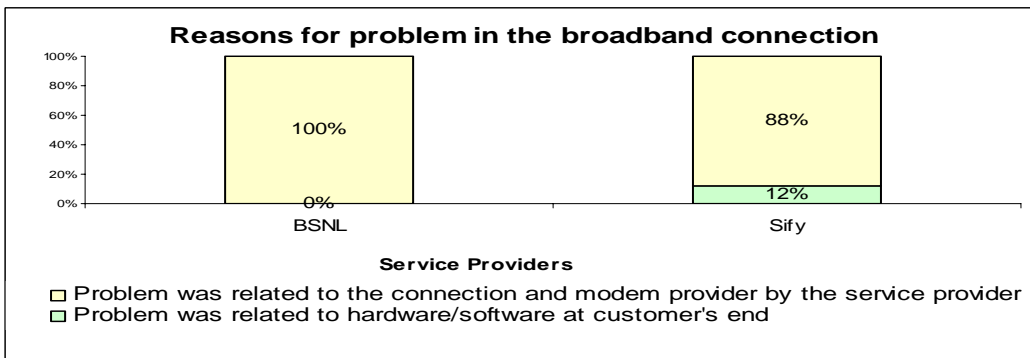 Reasons for problem in the broadband connection
100%
80%
60%
40%
20%
0%
100%
0%
88%
12%
BSNL
Sify
Service Providers
Problem was related to the connection and modem provider by the service provider
Problem was related to hardware/software at customer's end